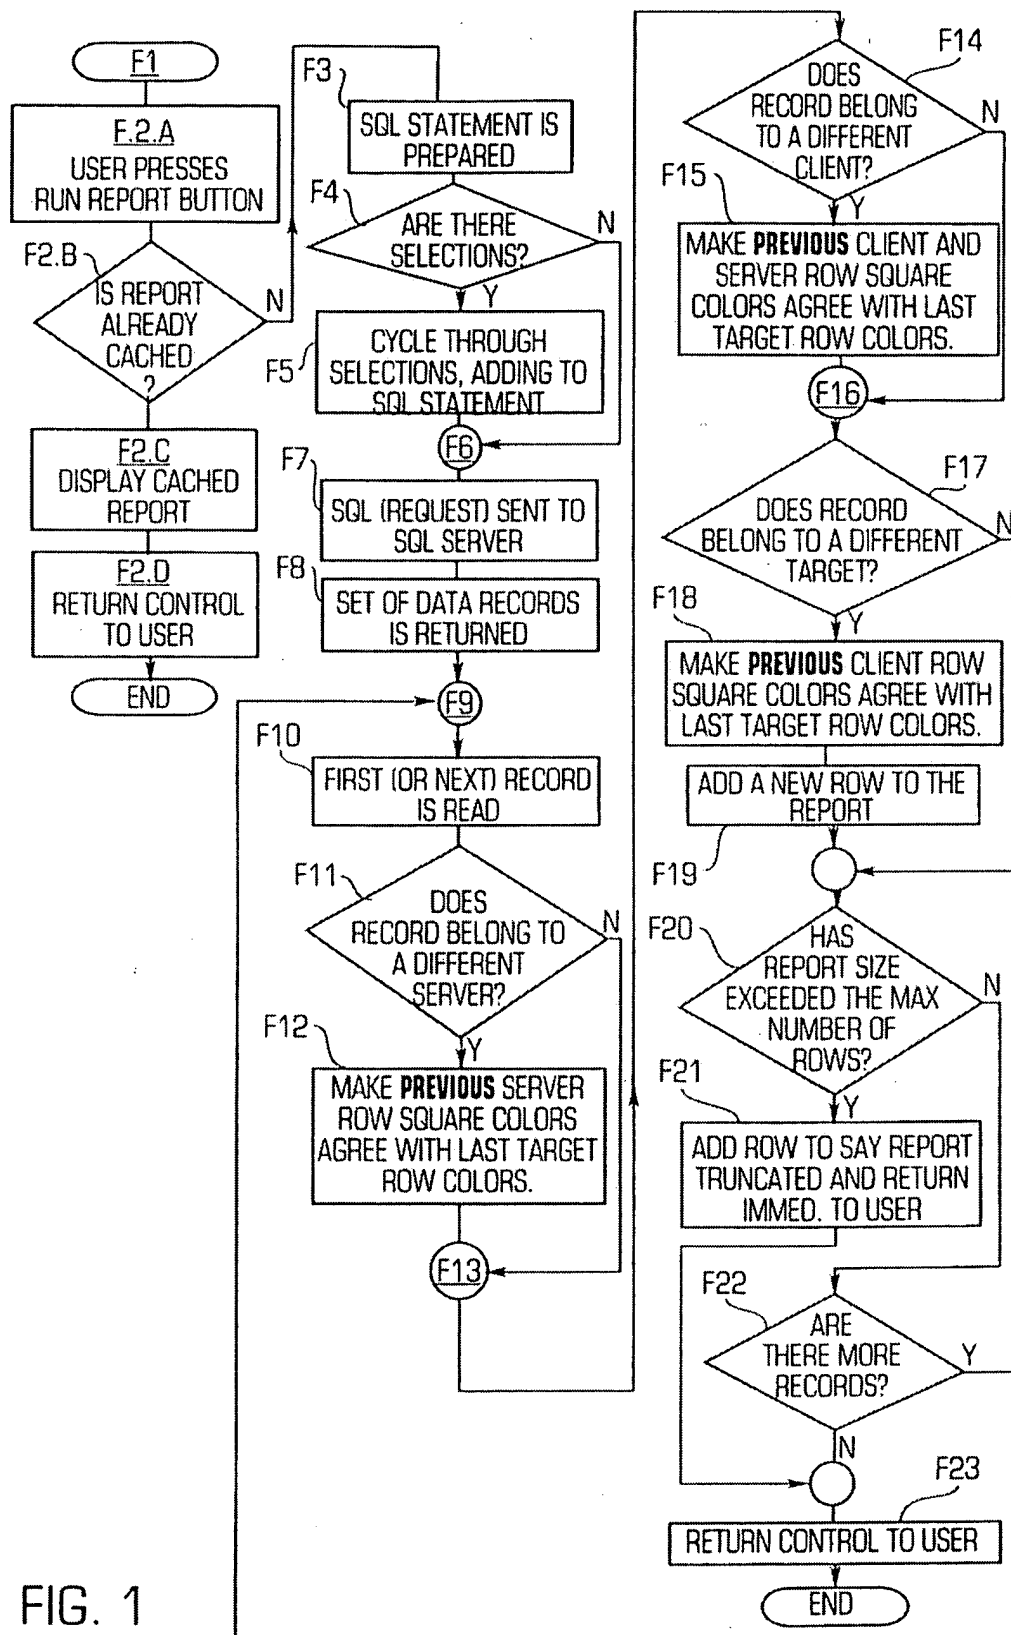 F1
F.2.A
USER PRESSES
RUN REPORT BUTTON
F2.B
IS REPORT
ALREADY
CACHED
?
N
F2.C
DISPLAY CACHED
REPORT
F2.D
RETURN CONTROL
TO USER
END
F3
SQL STATEMENT IS
PREPARED
F4
ARE THERE
SELECTIONS?
N
Y
F5
CYCLE THROUGH
SELECTIONS, ADDING TO
SQL STATEMENT
F6
F7
SQL (REQUEST) SENT TO
SQL SERVER
F8
SET OF DATA RECORDS
IS RETURNED
F9
F10
FIRST (OR NEXT) RECORD
IS READ
F11
DOES
RECORD BELONG TO
A DIFFERENT
SERVER?
N
Y
F12
MAKE PREVIOUS SERVER
ROW SQUARE COLORS
AGREE WITH LAST TARGET
ROW COLORS.
F13
F14
DOES
RECORD BELONG
TO A DIFFERENT
CLIENT?
N
Y
F15
MAKE PREVIOUS CLIENT AND
SERVER ROW SQUARE
COLORS AGREE WITH LAST
TARGET ROW COLORS.
F16
F17
DOES RECORD
BELONG TO A DIFFERENT
TARGET?
N
Y
F18
MAKE PREVIOUS CLIENT ROW
SQUARE COLORS AGREE WITH
LAST TARGET ROW COLORS.
ADD A NEW ROW TO THE
REPORT
F19
F20
HAS
REPORT SIZE
EXCEEDED THE MAX
NUMBER OF
ROWS?
N
Y
F21
ADD ROW TO SAY REPORT
TRUNCATED AND RETURN
IMMED. TO USER
F22
ARE
THERE MORE
RECORDS?
Y
N
F23
RETURN CONTROL TO USER
END
FIG. 1